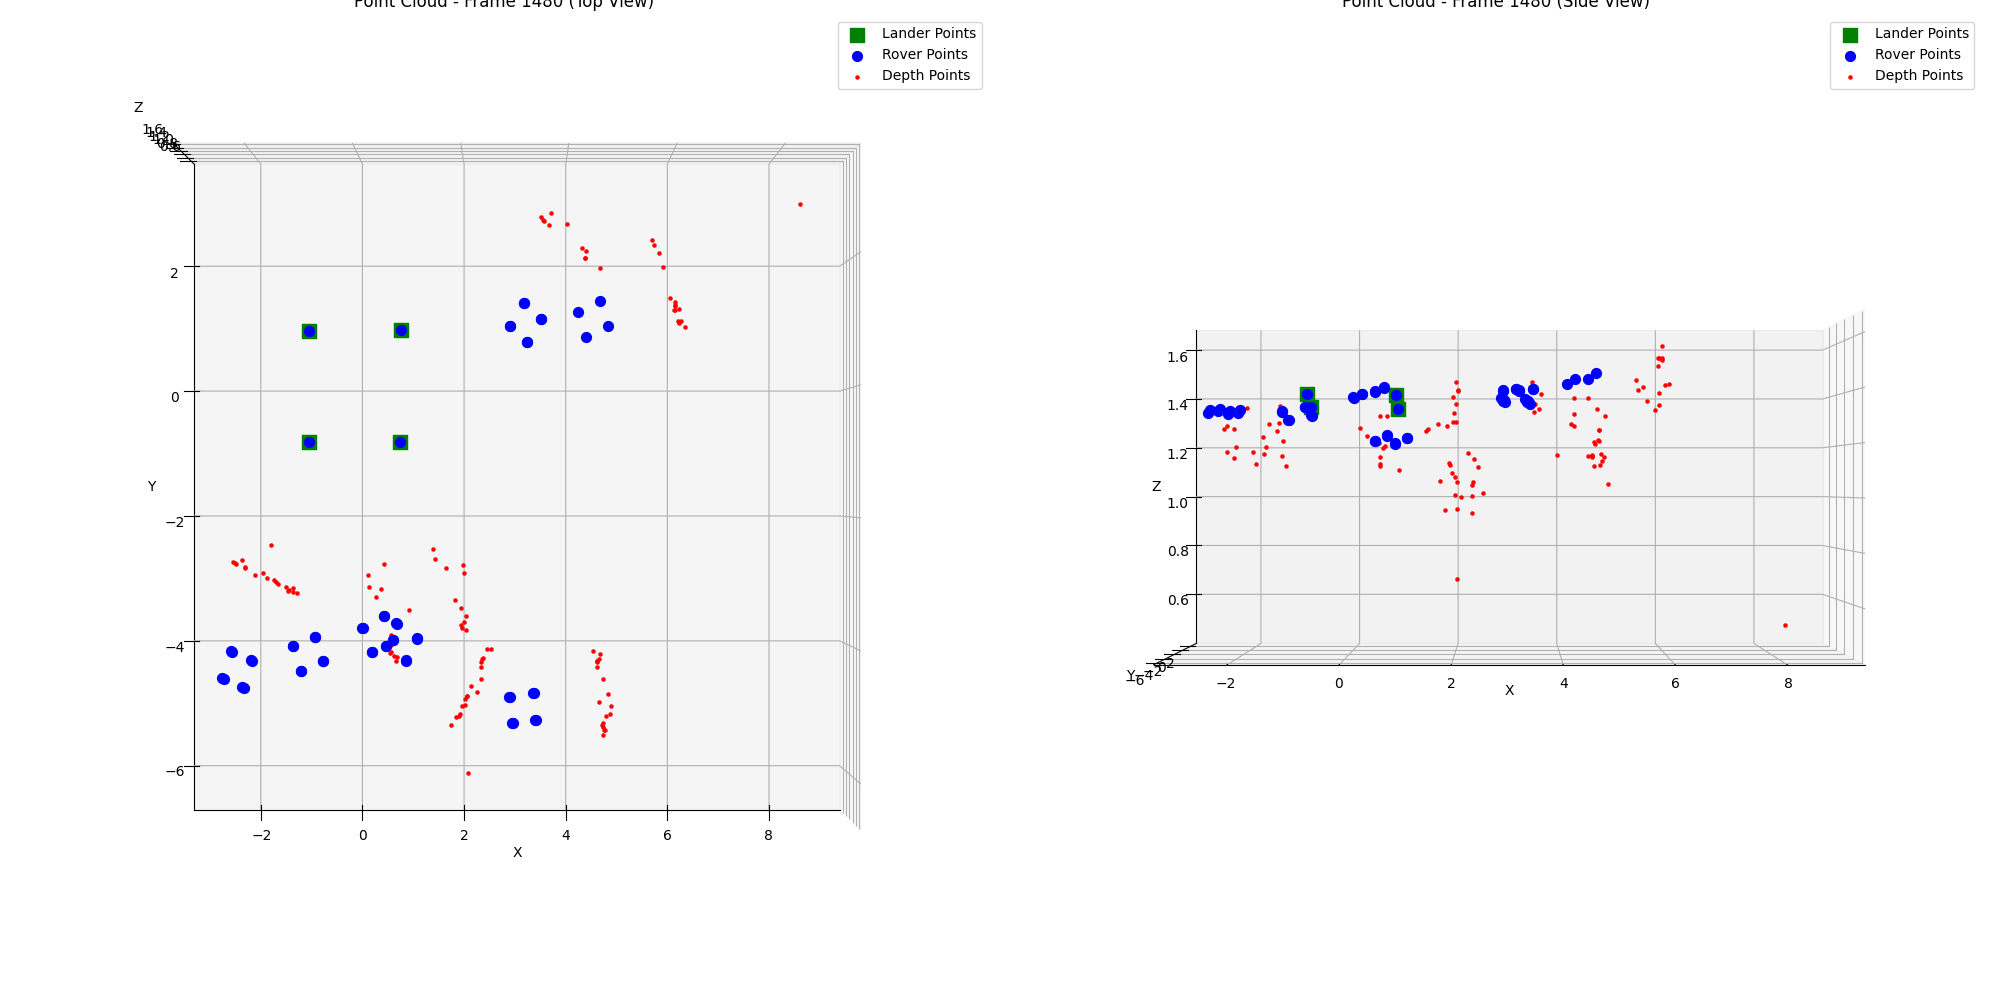 Point Cloud - Frame 1480 (Top View)
Lander Points
Rover Points
Depth Points
Z
2
0
−2
−4
−6
Y
−2
0
2
4
6
8
X
Point Cloud - Frame 1480 (Side View)
Lander Points
Rover Points
Depth Points
1.6
1.4
1.2
1.0
0.8
0.6
Z
Y
−2
0
2
4
6
8
X